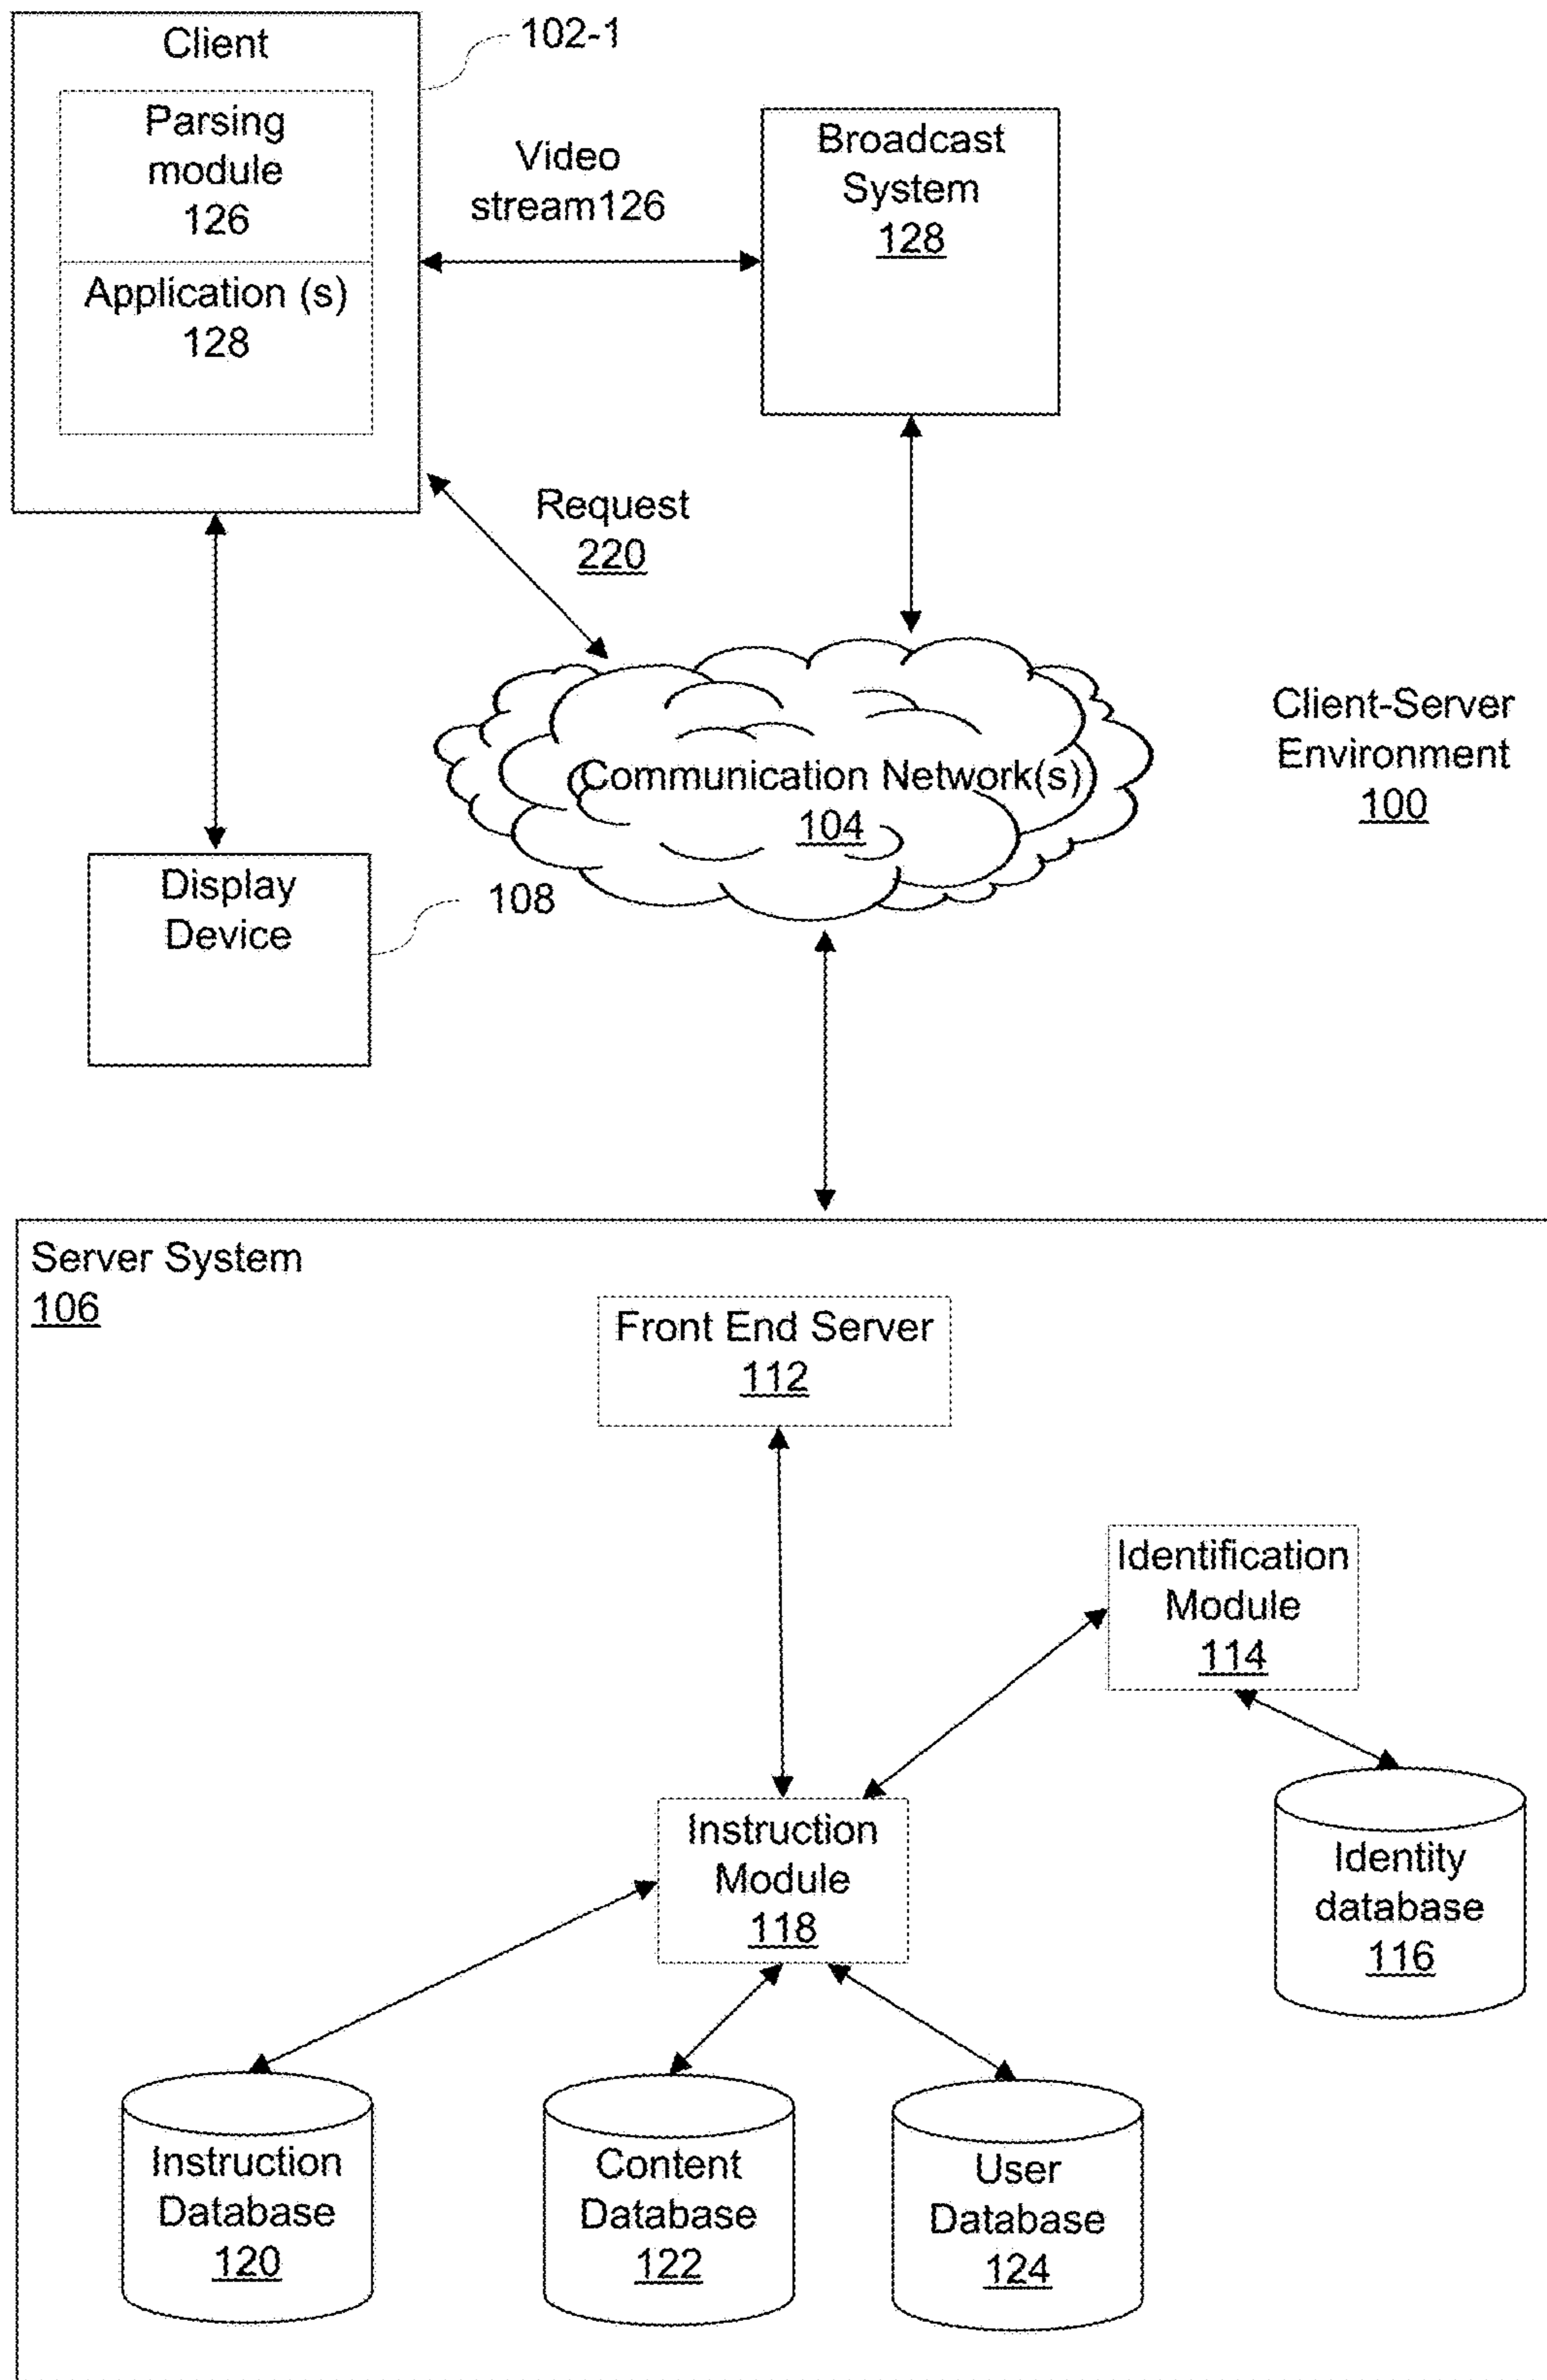 Client
102-1
Parsing
module
126
Application (s)
128
Video
stream126
Broadcast
System
128
Request
220
Communication Network(s)
104
Client-Server
Environment
100
Display
Device
108
Server System
106
Front End Server
112
Identification
Module
114
Instruction
Module
118
Identity
database
116
Instruction
Database
120
Content
Database
122
User
Database
124